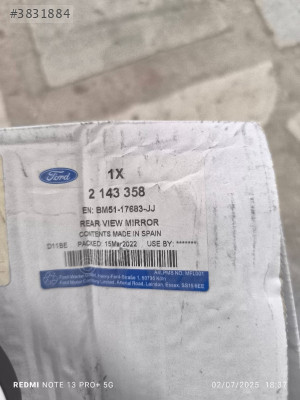 #3831884
Ford
1X
2 143 358
EN: BM51-17683-JJ
REAR VIEW MIRROR
CONTENTS MADE IN SPAIN
D11BE PACKED: 15Mar2022 USE BY: *******
REDMI NOTE 13 PRO+ 5G
02/07/2025 18:37